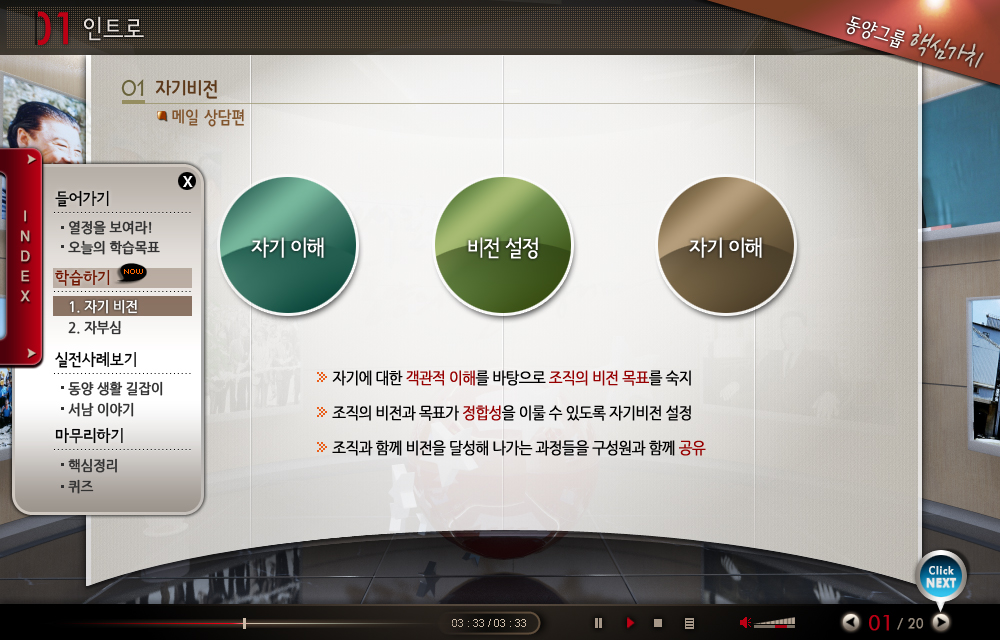 01 인트로
동양그룹 핵심가치
01 자기비전
메일 상담편
X
INDEX
들어가기
· 열정을 보여라!
· 오늘의 학습목표
학습하기 NOW
1. 자기 비전
2. 자부심
실전사례보기
· 동양 생활 길잡이
· 서남 이야기
마무리하기
· 핵심정리
· 퀴즈
자기 이해
비전 설정
자기 이해
자기에 대한 객관적 이해를 바탕으로 조직의 비전 목표를 숙지
조직의 비전과 목표가 정합성을 이룰 수 있도록 자기비전 설정
조직과 함께 비전을 달성해 나가는 과정들을 구성원과 함께 공유
Click
NEXT
03 : 33 / 03 : 33
01 / 20